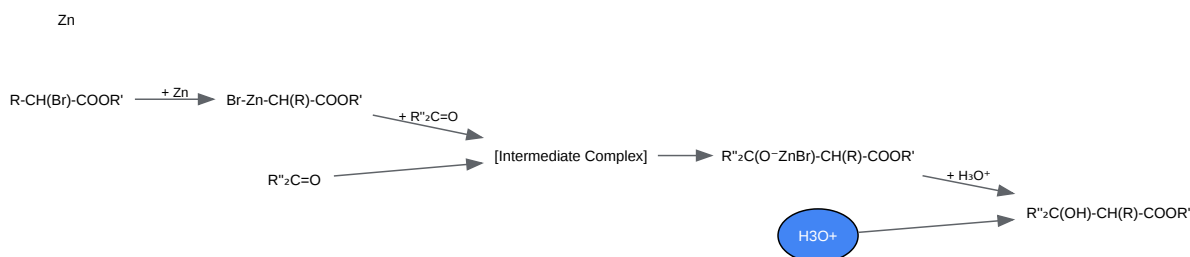 Zn
R-CH(Br)-COOR'
+ Zn
Br-Zn-CH(R)-COOR'
+ R"₂C=O
R"₂C=O
[Intermediate Complex]
R"₂C(O⁻ZnBr)-CH(R)-COOR'
+ H₃O⁺
H3O+
R"₂C(OH)-CH(R)-COOR'